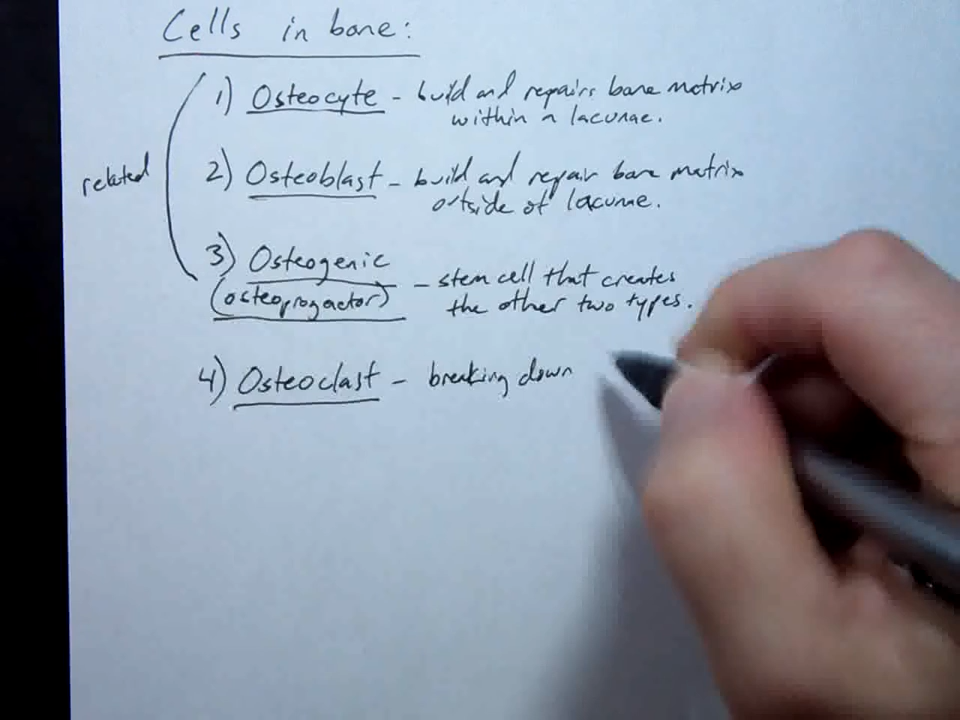 Cells in bone:
1) Osteocyte - build and repairs bone matrix
within a lacunae.
related
2) Osteoblast - build and repair bone matrix
outside of lacunae.
3) Osteogenic
(osteoprogactor) - stem cell that creates
the other two types.
4) Osteoclast - breaking down